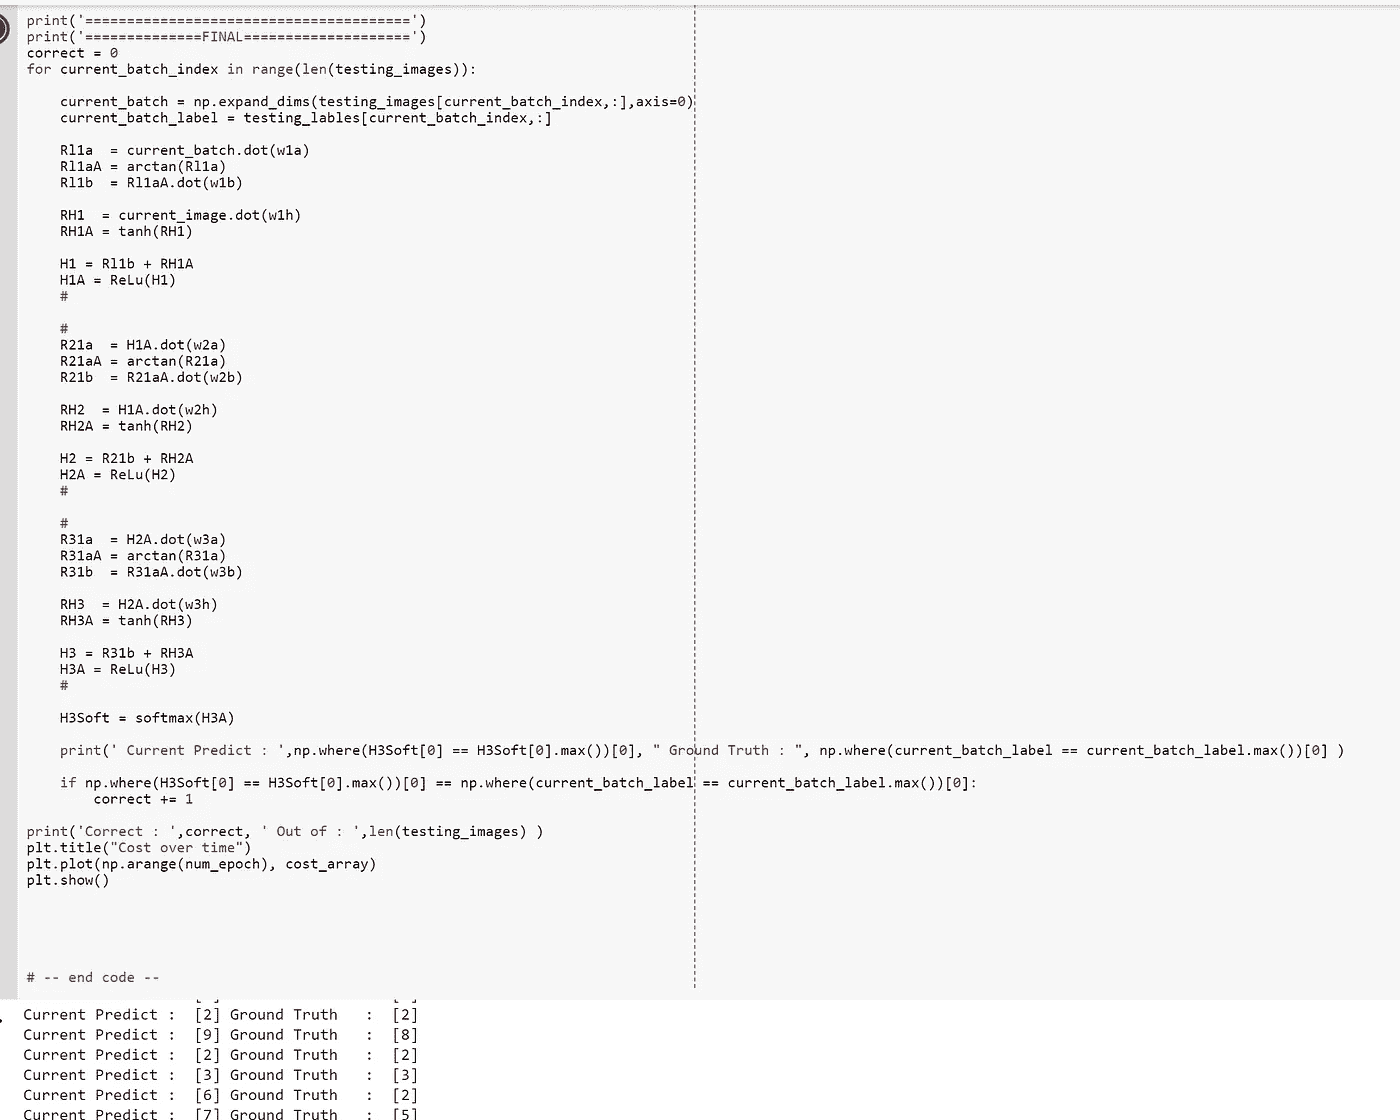 print('=======================================')
print('==============FINAL====================')
correct = 0
for current_batch_index in range(len(testing_images)):
current_batch = np.expand_dims(testing_images[current_batch_index,:],axis=0)
current_batch_label = testing_lables[current_batch_index,:]
Rl1a  = current_batch.dot(w1a)
Rl1aA = arctan(Rl1a)
Rl1b  = Rl1aA.dot(w1b)
RH1  = current_image.dot(w1h)
RH1A = tanh(RH1)
H1 = Rl1b + RH1A
H1A = ReLu(H1)
#
#
R21a  = H1A.dot(w2a)
R21aA = arctan(R21a)
R21b  = R21aA.dot(w2b)
RH2  = H1A.dot(w2h)
RH2A = tanh(RH2)
H2 = R21b + RH2A
H2A = ReLu(H2)
#
#
R31a  = H2A.dot(w3a)
R31aA = arctan(R31a)
R31b  = R31aA.dot(w3b)
RH3  = H2A.dot(w3h)
RH3A = tanh(RH3)
H3 = R31b + RH3A
H3A = ReLu(H3)
#
H3Soft = softmax(H3A)
print(' Current Predict : ',np.where(H3Soft[0] == H3Soft[0].max())[0], " Ground Truth : ", np.where(current_batch_label == current_batch_label.max())[0] )
if np.where(H3Soft[0] == H3Soft[0].max())[0] == np.where(current_batch_label == current_batch_label.max())[0]:
correct += 1
print('Correct : ',correct, ' Out of : ',len(testing_images) )
plt.title("Cost over time")
plt.plot(np.arange(num_epoch), cost_array)
plt.show()
# -- end code --
Current Predict :  [2] Ground Truth   :  [2]
Current Predict :  [9] Ground Truth   :  [8]
Current Predict :  [2] Ground Truth   :  [2]
Current Predict :  [3] Ground Truth   :  [3]
Current Predict :  [6] Ground Truth   :  [2]
Current Predict :  [7] Ground Truth   :  [5]